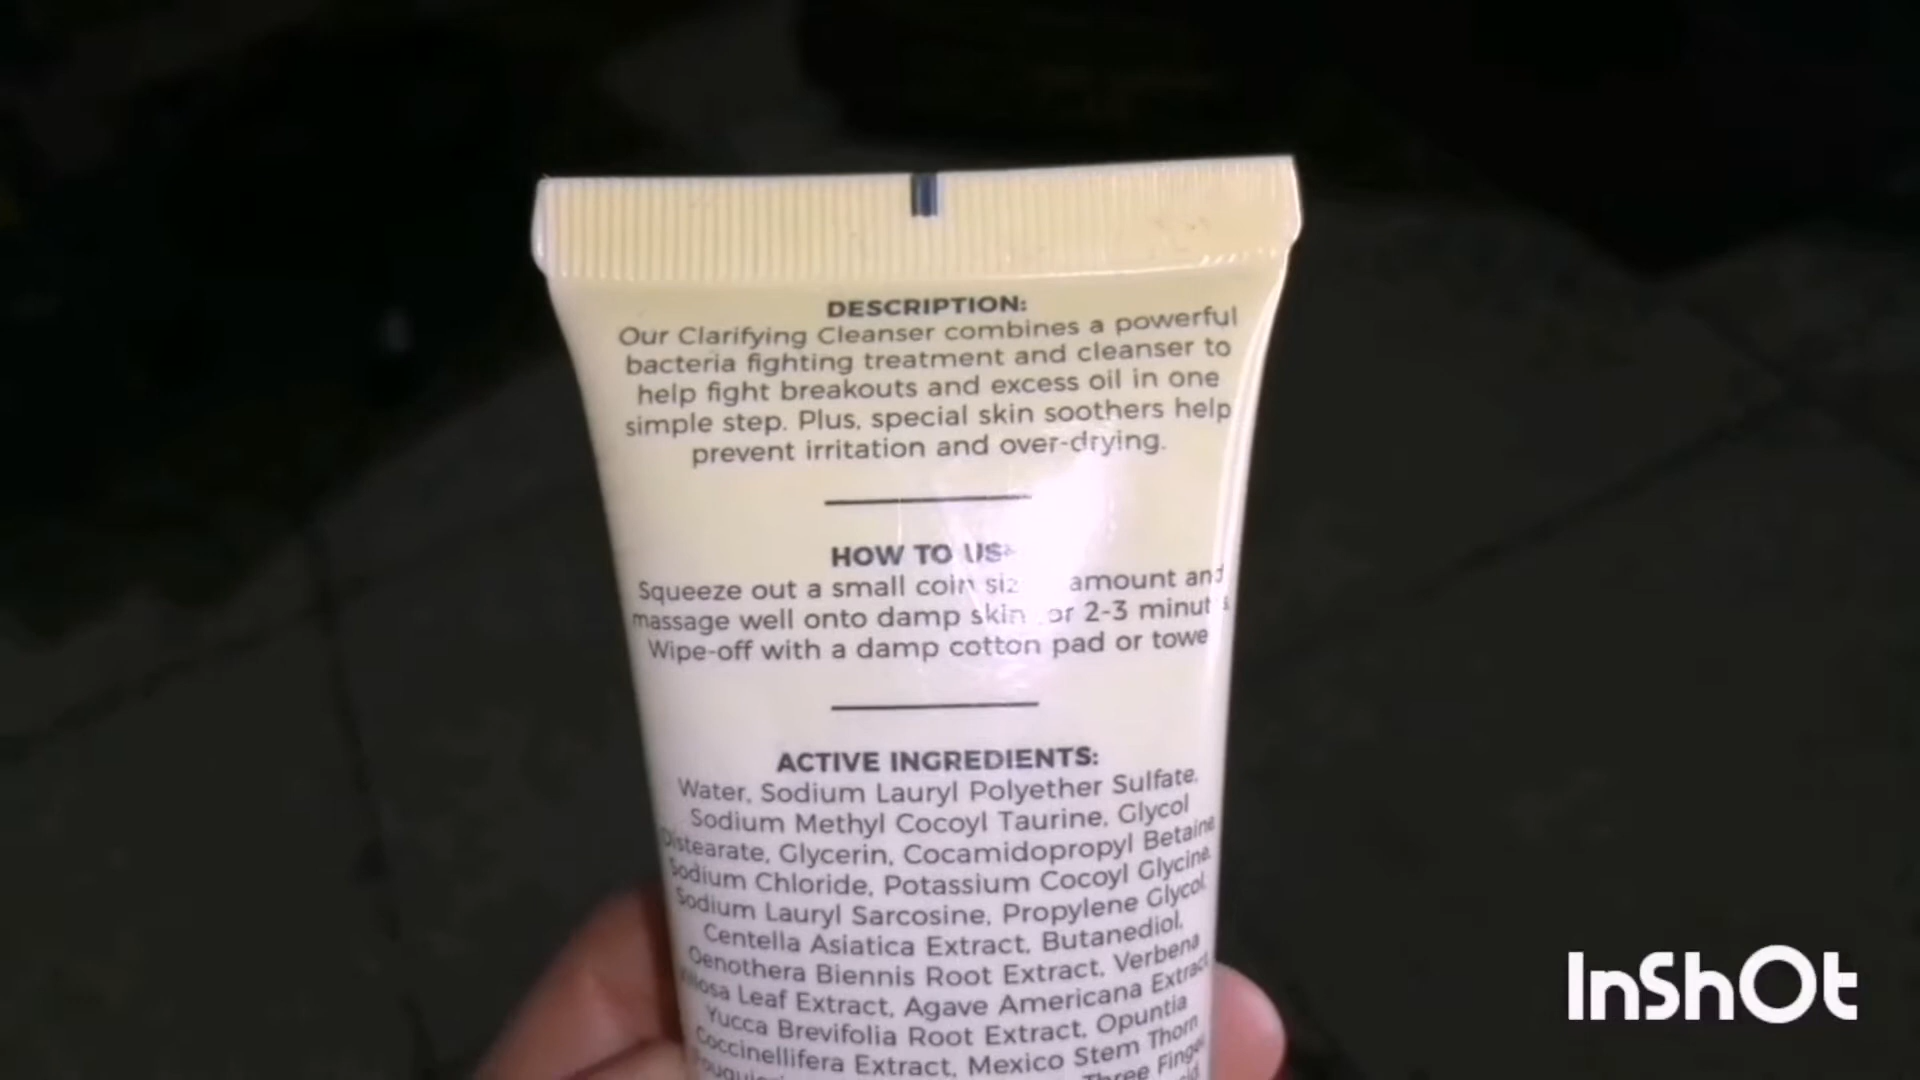 DESCRIPTION:
Our Clarifying Cleanser combines a powerful
bacteria fighting treatment and cleanser to
help fight breakouts and excess oil in one
simple step. Plus, special skin soothers help
prevent irritation and over-drying.
HOW TO
Squeeze out a small coin amount and
massage well onto damp skin 2-3
Wipe-off with a damp cotton pad or
ACTIVE INGREDIENTS:
Water, Sodium Lauryl Polyether Sulfate,
Sodium Methyl Cocoyl Taurine, Glycol
Distearate, Glycerin, Cocamidopropyl Betaine,
Sodium Chloride, Potassium Cocoyl Glycine,
Sodium Lauryl Sarcosine, Propylene Glycol,
Centella Asiatica Extract, Butanediol,
Oenothera Biennis Root Extract, Verbena
Leaf Extract, Agave Americana Extract,
Yucca Brevifolia Root Extract, Opuntia
Coccinellifera Extract, Mexico Stem Thorn
Three Finger
InShOt